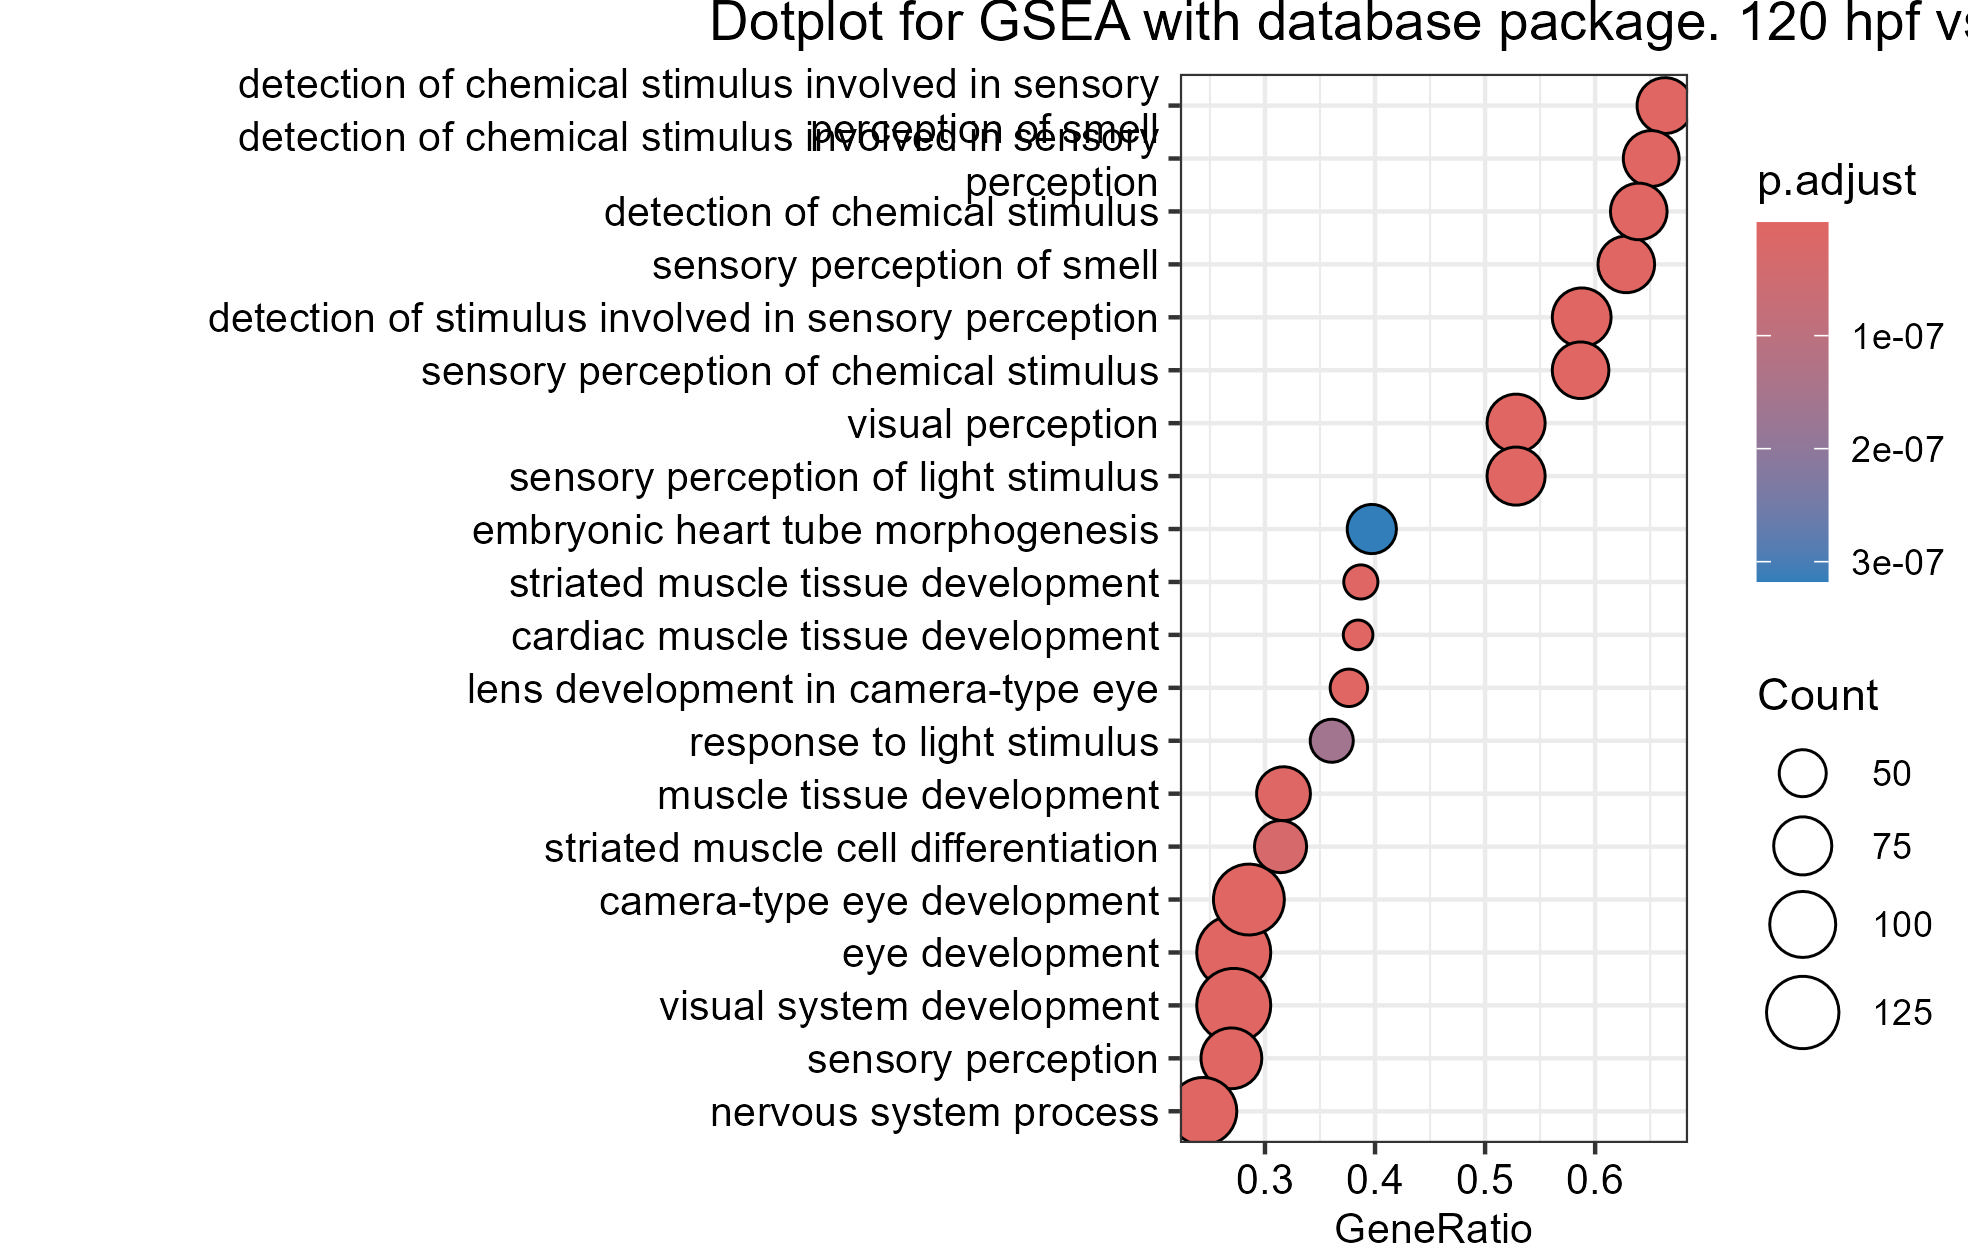 Dotplot for GSEA with database package. 120 hpf vs
detection of chemical stimulus involved in sensory
perception of smell
detection of chemical stimulus involved in sensory
perception
detection of chemical stimulus
sensory perception of smell
detection of stimulus involved in sensory perception
sensory perception of chemical stimulus
visual perception
sensory perception of light stimulus
embryonic heart tube morphogenesis
striated muscle tissue development
cardiac muscle tissue development
lens development in camera-type eye
response to light stimulus
muscle tissue development
striated muscle cell differentiation
camera-type eye development
eye development
visual system development
sensory perception
nervous system process
0.3 0.4 0.5 0.6
GeneRatio
p.adjust
1e-07
2e-07
3e-07
Count
50
75
100
125